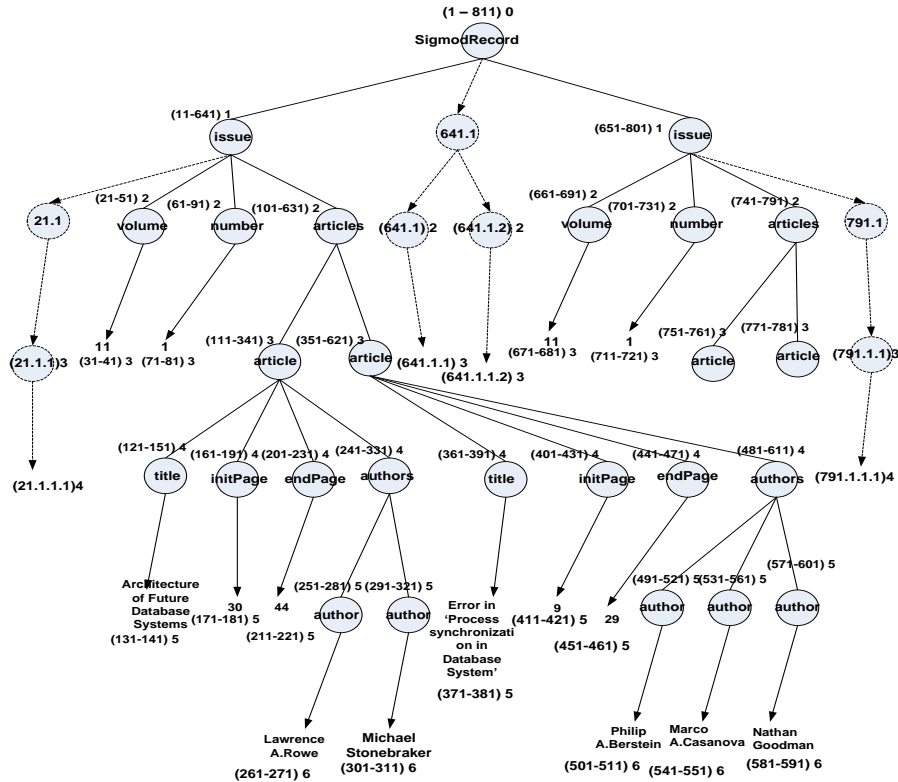 (1 – 811) 0
SigmodRecord
(11-641) 1
issue
641.1
(651-801) 1
issue
21.1
(21-51) 2
volume
(61-91) 2
number
(101-631) 2
articles
(641.1) 2
(641.1.2) 2
(661-691) 2
volume
(701-731) 2
number
(741-791) 2
articles
791.1
(21.1.1)3
11
(31-41) 3
1
(71-81) 3
(111-341) 3
article
(351-621) 3
article
(641.1.1.1) 3
(641.1.1.2) 3
11
(671-681) 3
1
(711-721) 3
(751-761) 3
article
(771-781) 3
article
(791.1.1)3
(21.1.1.1)4
(121-151) 4
title
(161-191) 4
initPage
(201-231) 4
endPage
(241-331) 4
authors
(361-391) 4
title
(401-431) 4
initPage
(441-471) 4
endPage
(481-611) 4
authors
(791.1.1.1)4
Architecture
of Future
Database
Systems
(131-141) 5
30
(171-181) 5
44
(211-221) 5
(251-281) 5
author
(291-321) 5
author
Error in
‘Process
synchronizati
on in
Database
System’
(371-381) 5
9
(411-421) 5
29
(451-461) 5
(491-521) 5
author
(531-561) 5
author
(571-601) 5
author
Lawrence
A.Rowe
(261-271) 6
Michael
Stonebraker
(301-311) 6
Philip
A.Berstein
(501-511) 6
Marco
A.Casanova
(541-551) 6
Nathan
Goodman
(581-591) 6